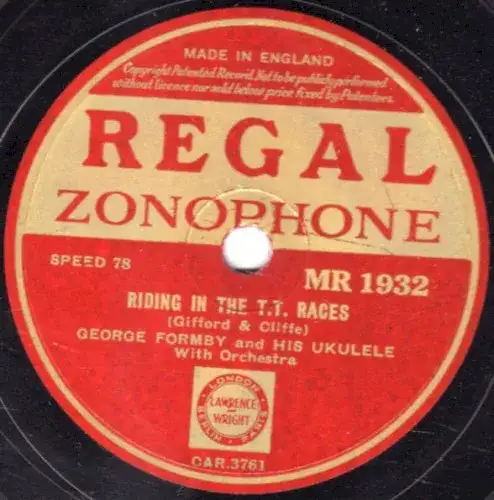 MADE IN ENGLAND
Copyright Patented Record. Not to be publicly performed
without licence nor sold below price fixed by Patentees.
REGAL
ZONOPHONE
SPEED 78
MR 1932
RIDING IN THE T.T. RACES
(Gifford & Cliffe)
GEORGE FORMBY and HIS UKULELE
With Orchestra
LONDON
LAWRENCE
WRIGHT
BERLIN PARIS
CAR.3761